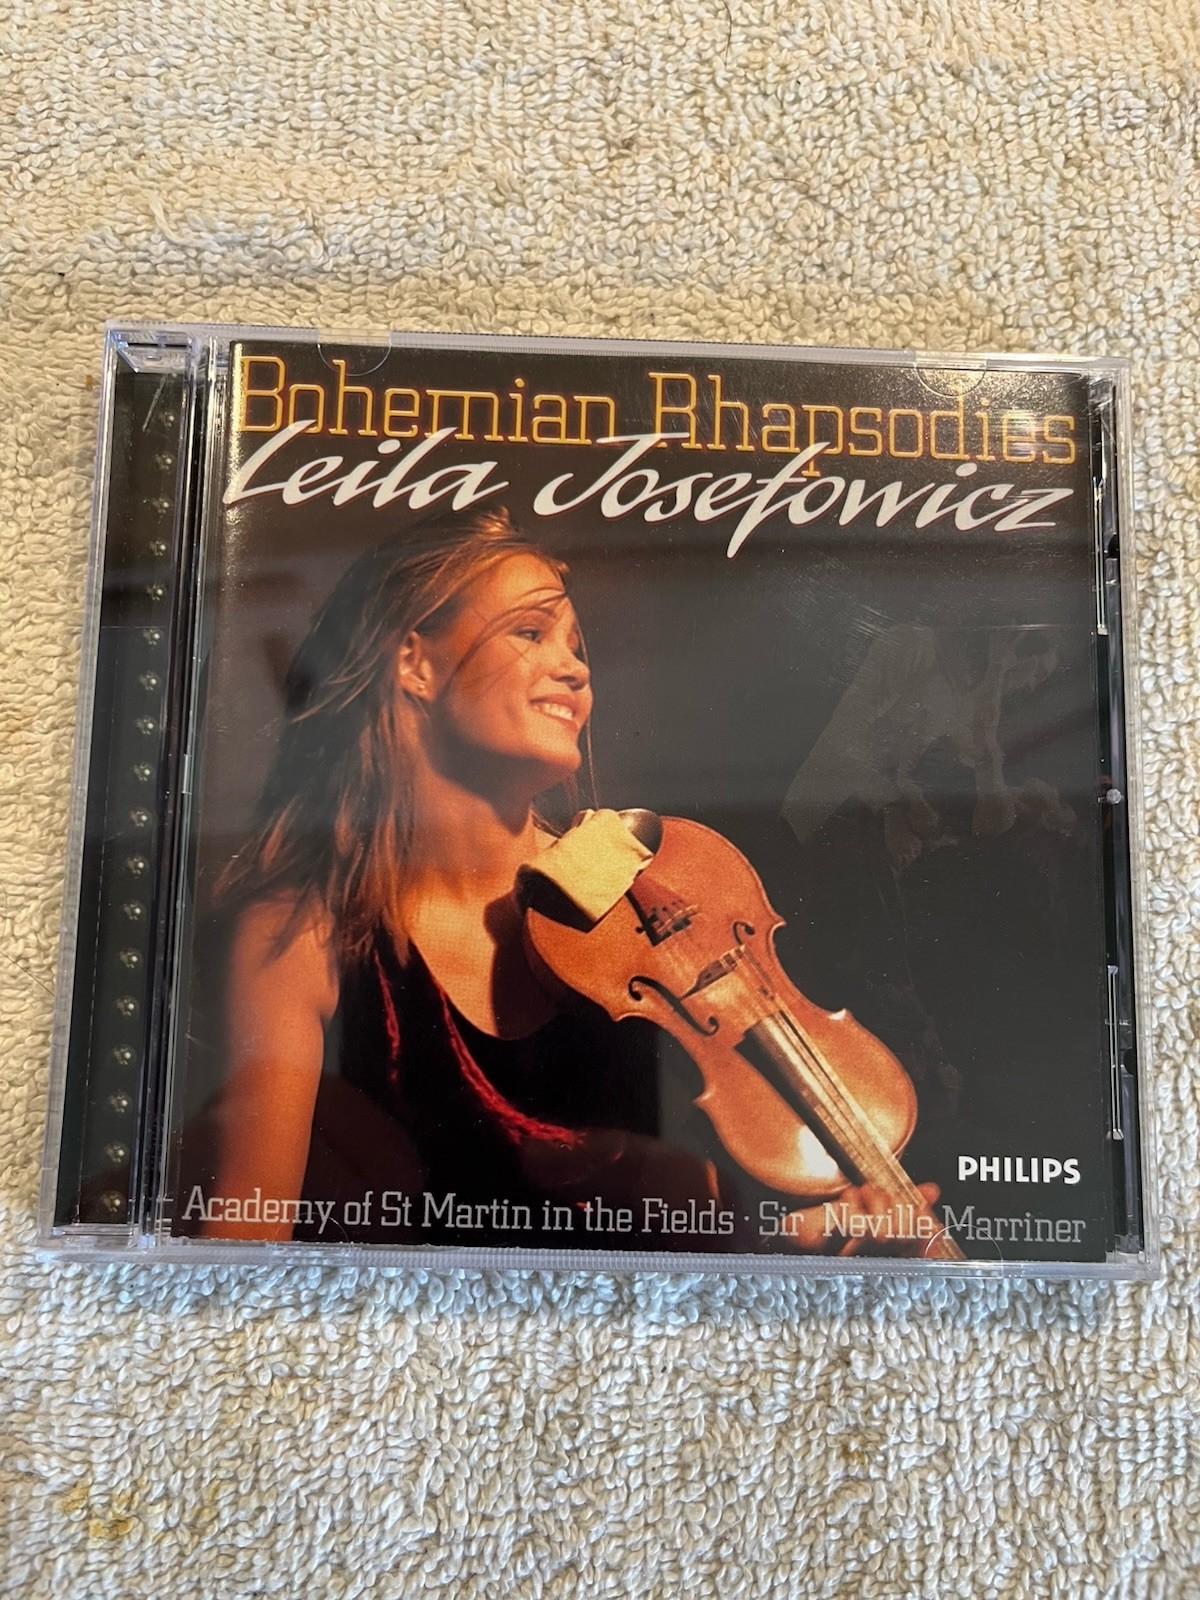 Bohemian Rhapsodies
Leila Josefowicz
PHILIPS
Academy of St Martin in the Fields · Sir Neville Marriner